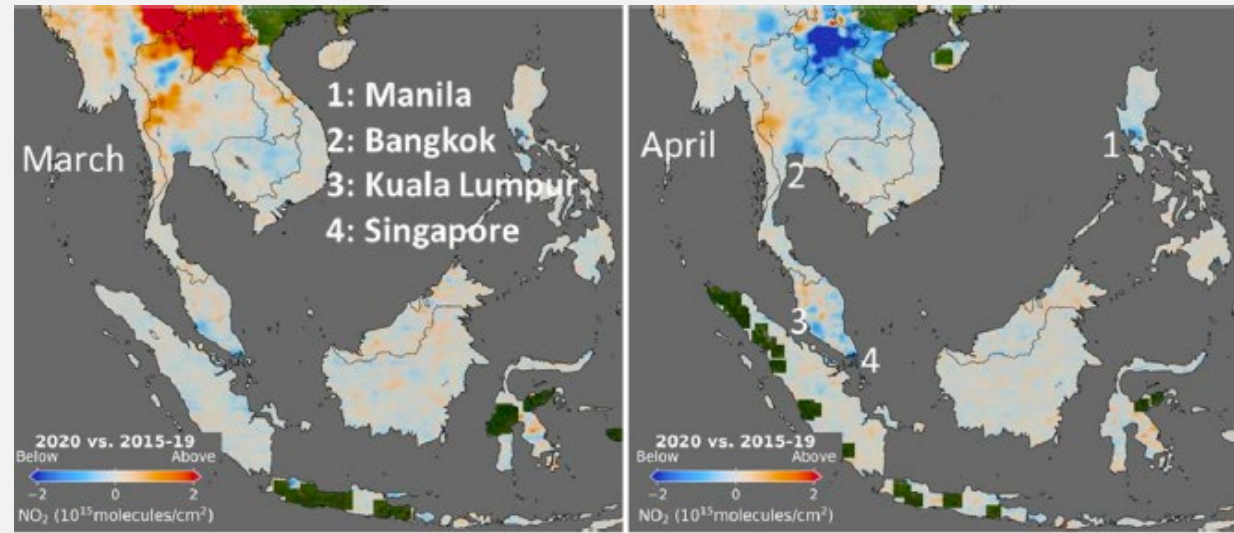 March
1: Manila
2: Bangkok
3: Kuala Lumpur
4: Singapore
2020 vs. 2015-19
Below Above
−2 0 2
NO₂ (10¹⁵molecules/cm²)
April
1
2
3
4
2020 vs. 2015-19
Below Above
−2 0 2
NO₂ (10¹⁵molecules/cm²)